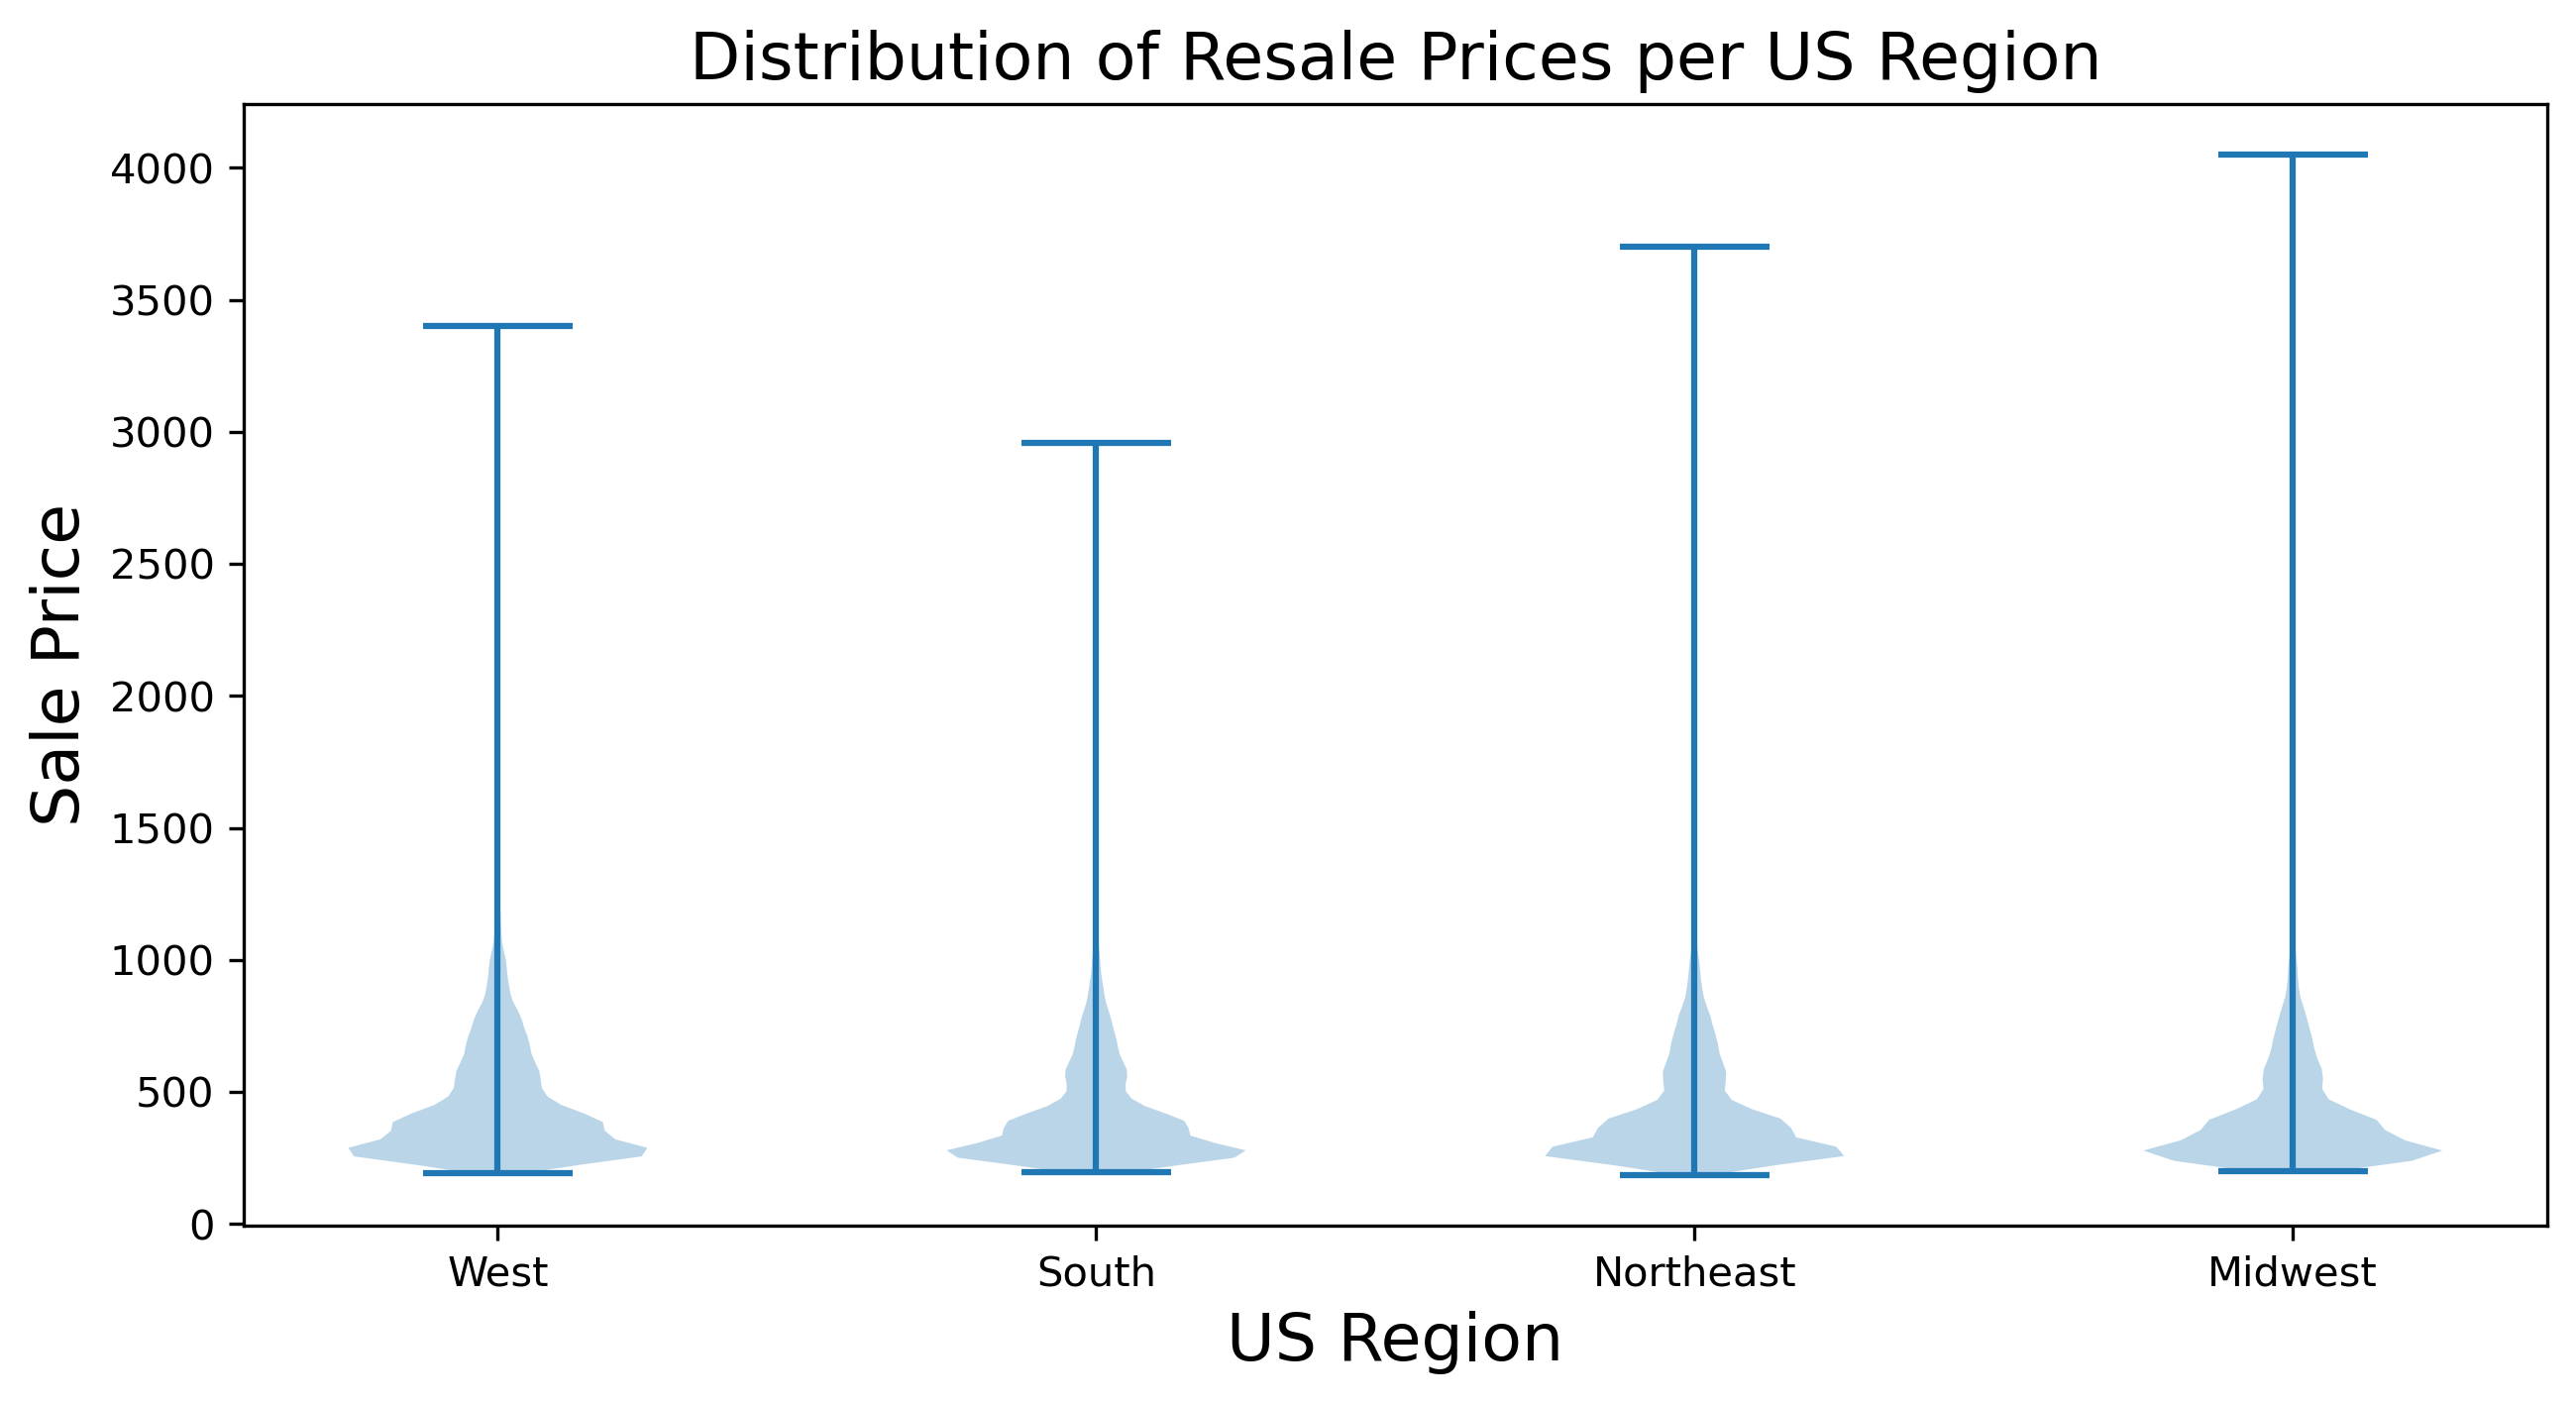 Distribution of Resale Prices per US Region
Sale Price
4000
3500
3000
2500
2000
1500
1000
500
0
West South Northeast Midwest
US Region